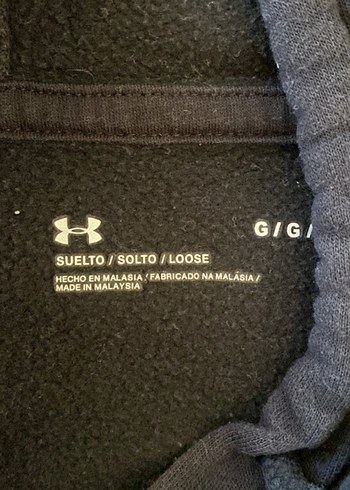 G / G /
SUELTO / SOLTO / LOOSE
HECHO EN MALASIA / FABRICADO NA MALÁSIA /
MADE IN MALAYSIA